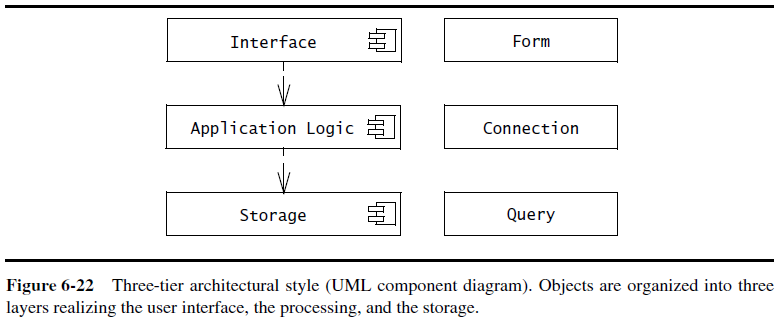 Interface
Form
Application Logic
Connection
Storage
Query
Figure 6-22 Three-tier architectural style (UML component diagram). Objects are organized into three
layers realizing the user interface, the processing, and the storage.